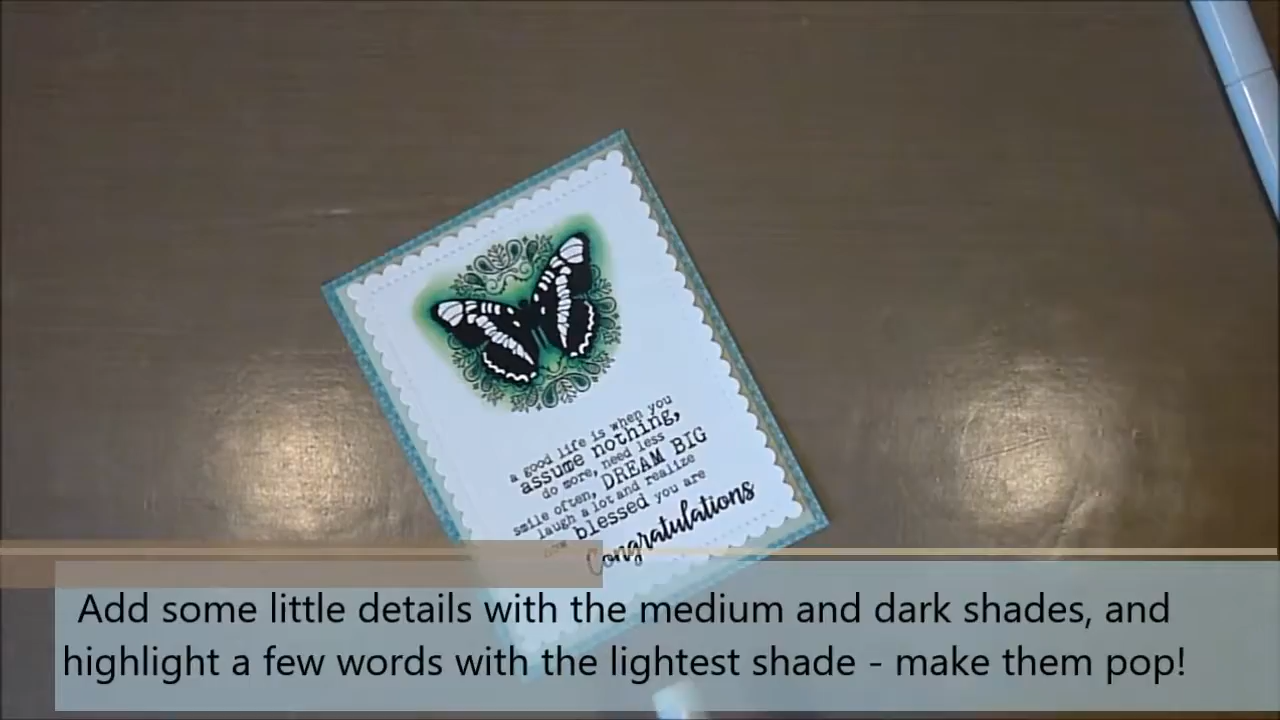 a good life is when you
assume nothing,
do more, need less
smile often, DREAM BIG
laugh a lot and realize
blessed you are
Congratulations
Add some little details with the medium and dark shades, and
highlight a few words with the lightest shade - make them pop!